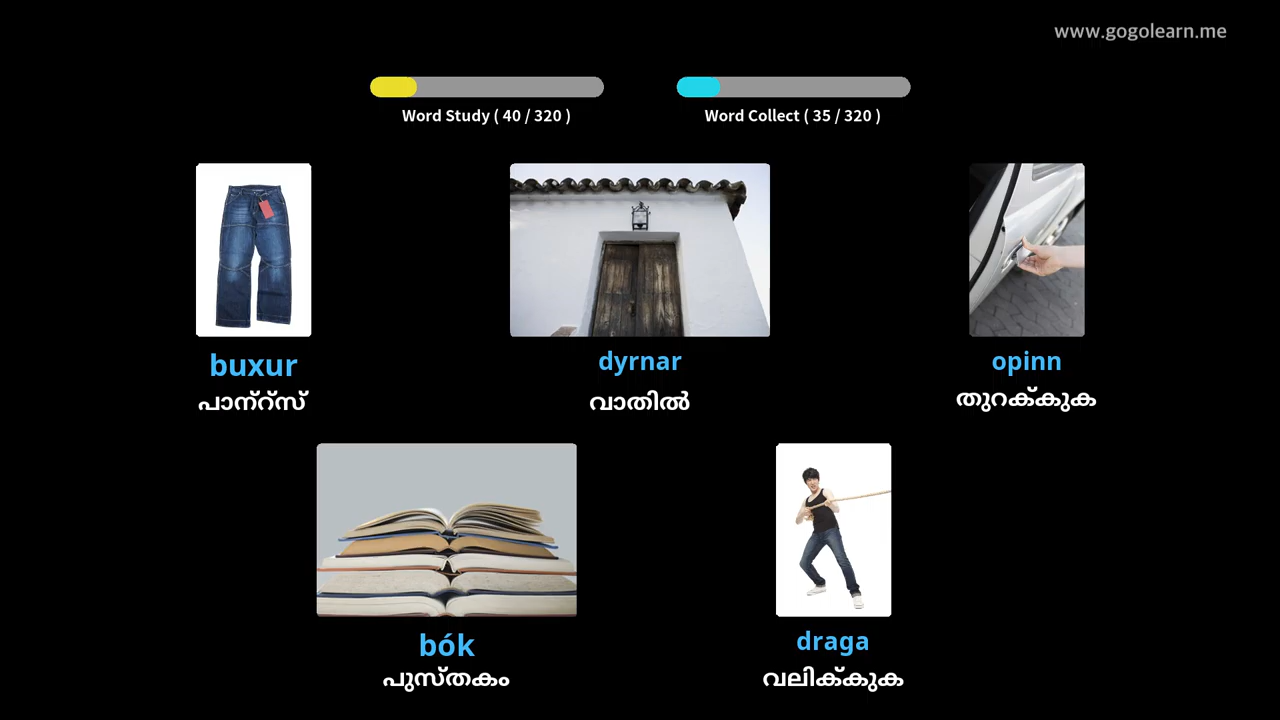 www.gogolearn.me
Word Study ( 40 / 320 )
Word Collect ( 35 / 320 )
buxur
dyrnar
opinn
പാന്റ്സ്
വാതിൽ
തുറക്കുക
bók
draga
പുസ്തകം
വലിക്കുക